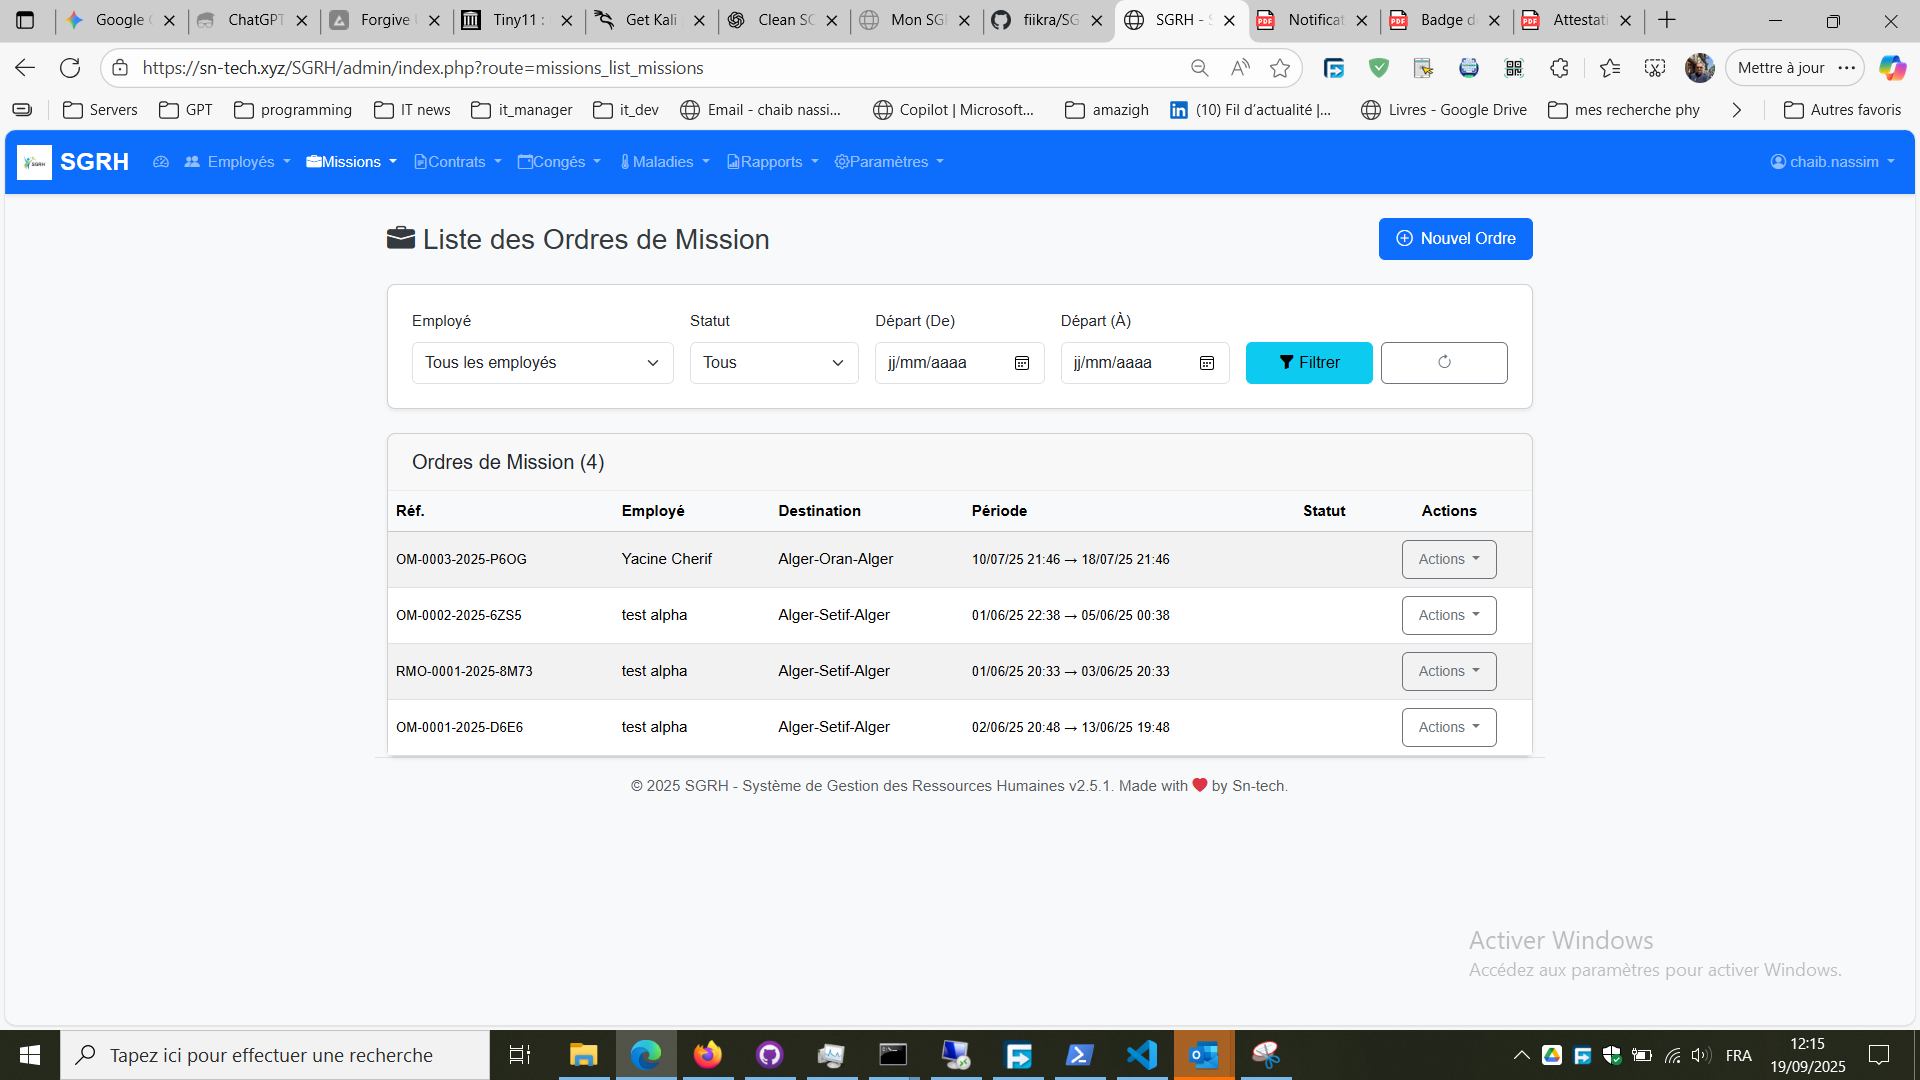 Google
ChatGPT
Forgive
Tiny11 :
Get Kali
Clean SC
Mon SG
fiikra/SG
SGRH - S
Notificat
Badge d
Attestati
https://sn-tech.xyz/SGRH/admin/index.php?route=missions_list_missions
Mettre à jour
Servers
GPT
programming
IT news
it_manager
it_dev
Email - chaib nassi...
Copilot | Microsoft...
amazigh
(10) Fil d'actualité |...
Livres - Google Drive
mes recherche phy
Autres favoris
SGRH
Employés
Missions
Contrats
Congés
Maladies
Rapports
Paramètres
chaib.nassim
Liste des Ordres de Mission
Nouvel Ordre
Employé Statut Départ (De) Départ (À)
Tous les employés Tous jj/mm/aaaa jj/mm/aaaa Filtrer
Ordres de Mission (4)
Réf. Employé Destination Période Statut Actions
OM-0003-2025-P6OG Yacine Cherif Alger-Oran-Alger 10/07/25 21:46 → 18/07/25 21:46 Actions
OM-0002-2025-6ZS5 test alpha Alger-Setif-Alger 01/06/25 22:38 → 05/06/25 00:38 Actions
RMO-0001-2025-8M73 test alpha Alger-Setif-Alger 01/06/25 20:33 → 03/06/25 20:33 Actions
OM-0001-2025-D6E6 test alpha Alger-Setif-Alger 02/06/25 20:48 → 13/06/25 19:48 Actions
© 2025 SGRH - Système de Gestion des Ressources Humaines v2.5.1. Made with ❤ by Sn-tech.
Activer Windows
Accédez aux paramètres pour activer Windows.
Tapez ici pour effectuer une recherche
FRA
12:15
19/09/2025